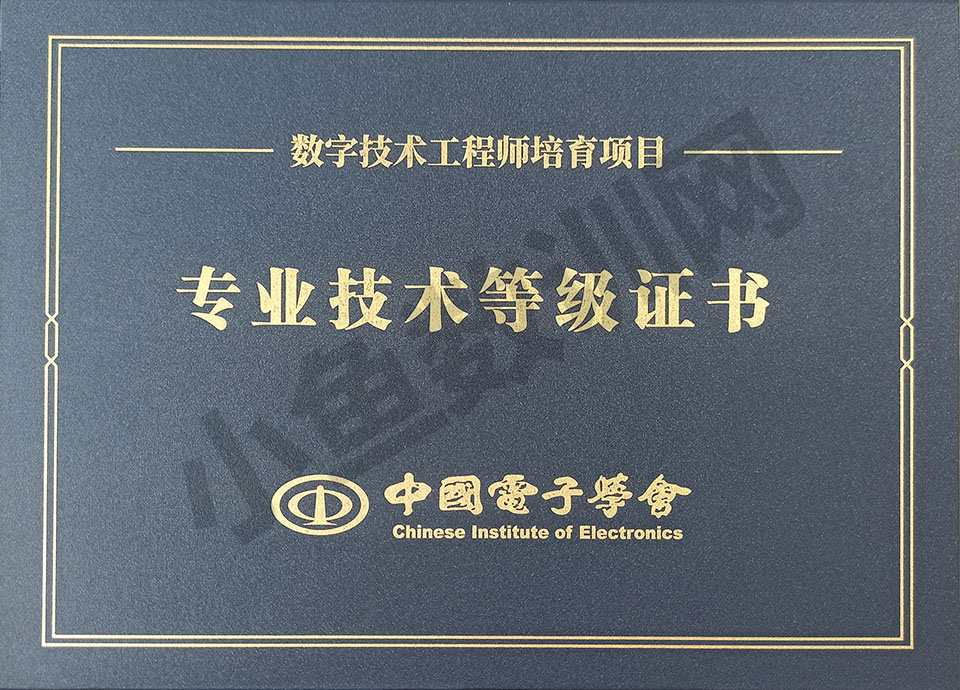 数字技术工程师培育项目
专业技术等级证书
中國電子學會
Chinese Institute of Electronics
小鱼数训网